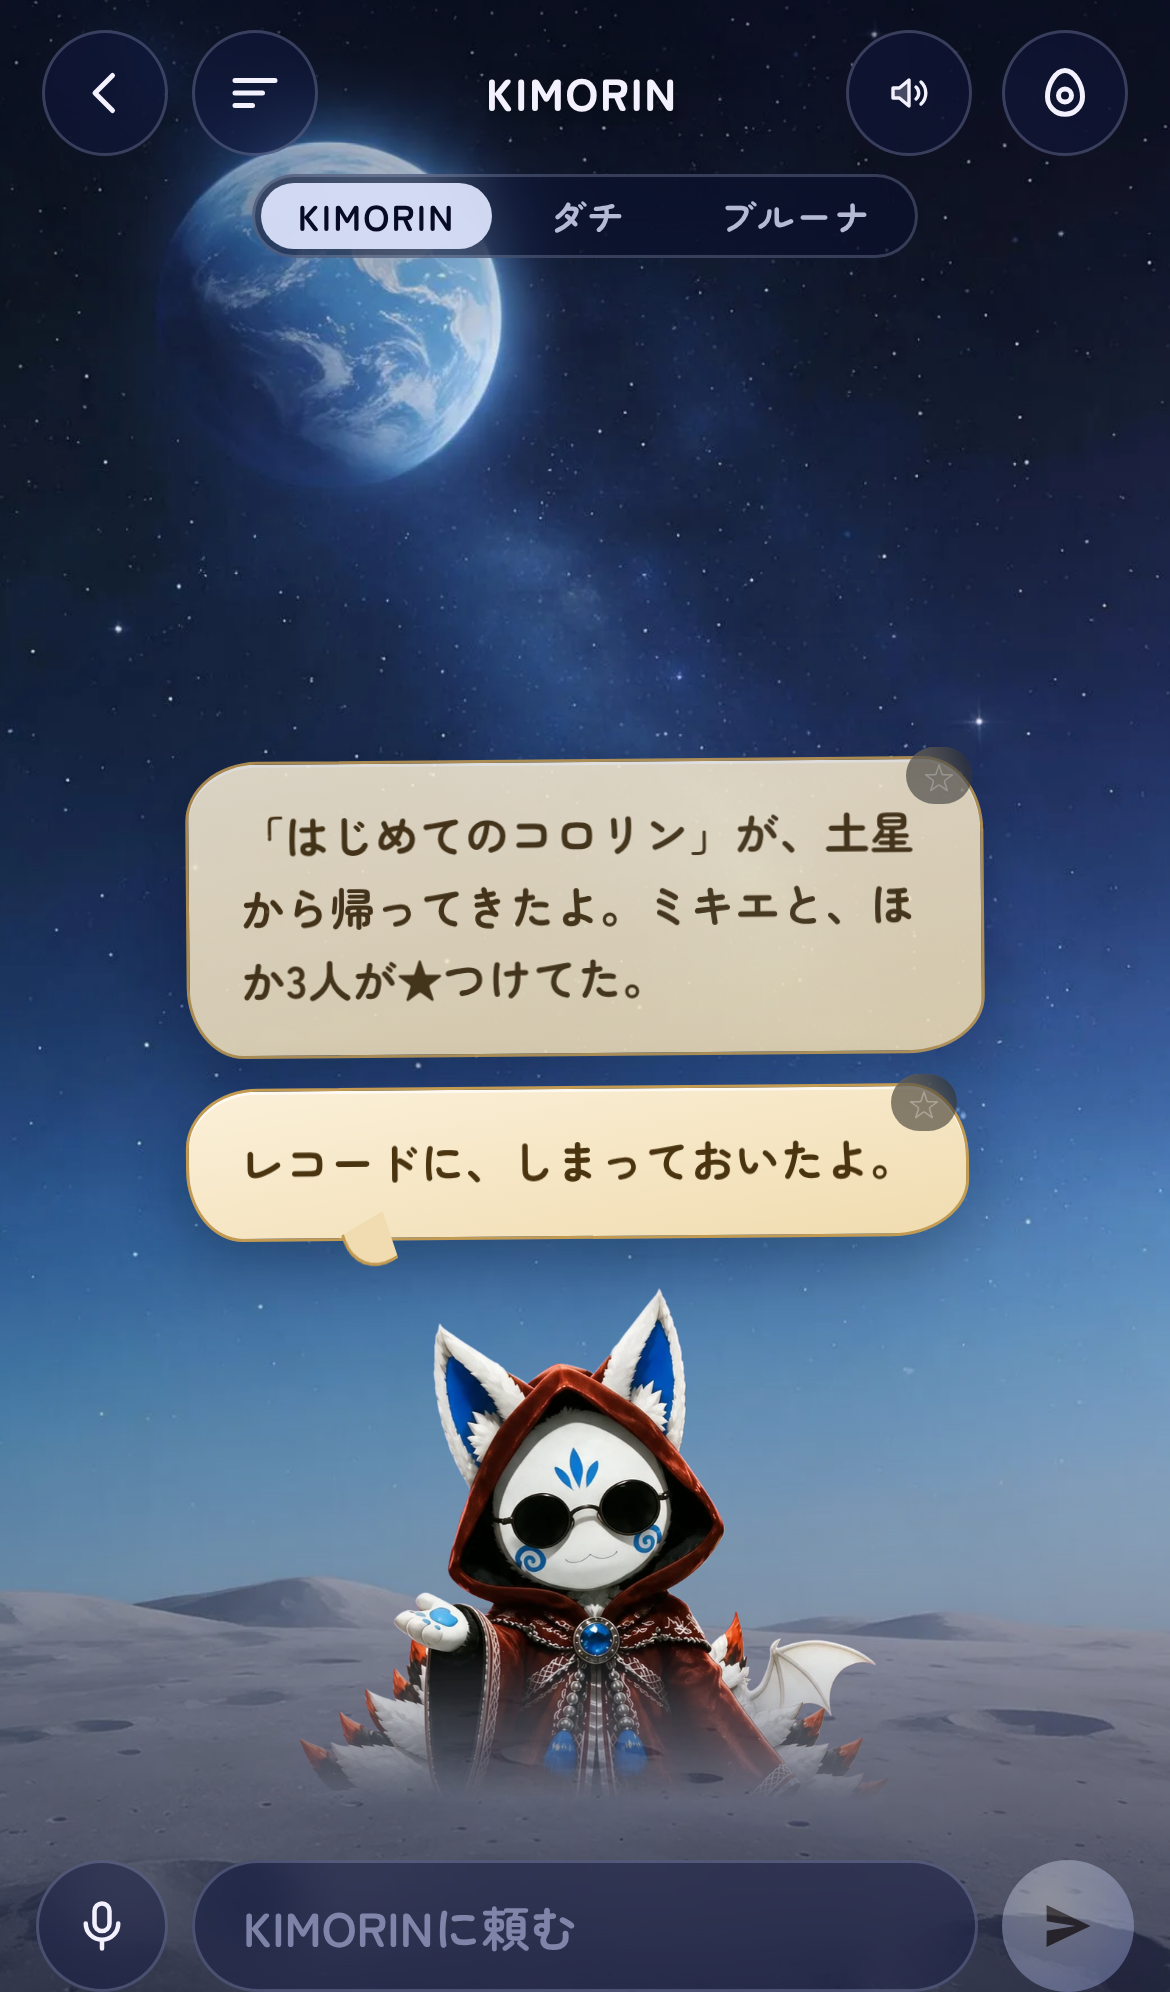 KIMORIN
KIMORIN ダチ ブルーナ
「はじめてのコロリン」が、土星
から帰ってきたよ。ミキエと、ほ
か3人が★つけてた。
レコードに、しまっておいたよ。
KIMORINに頼む